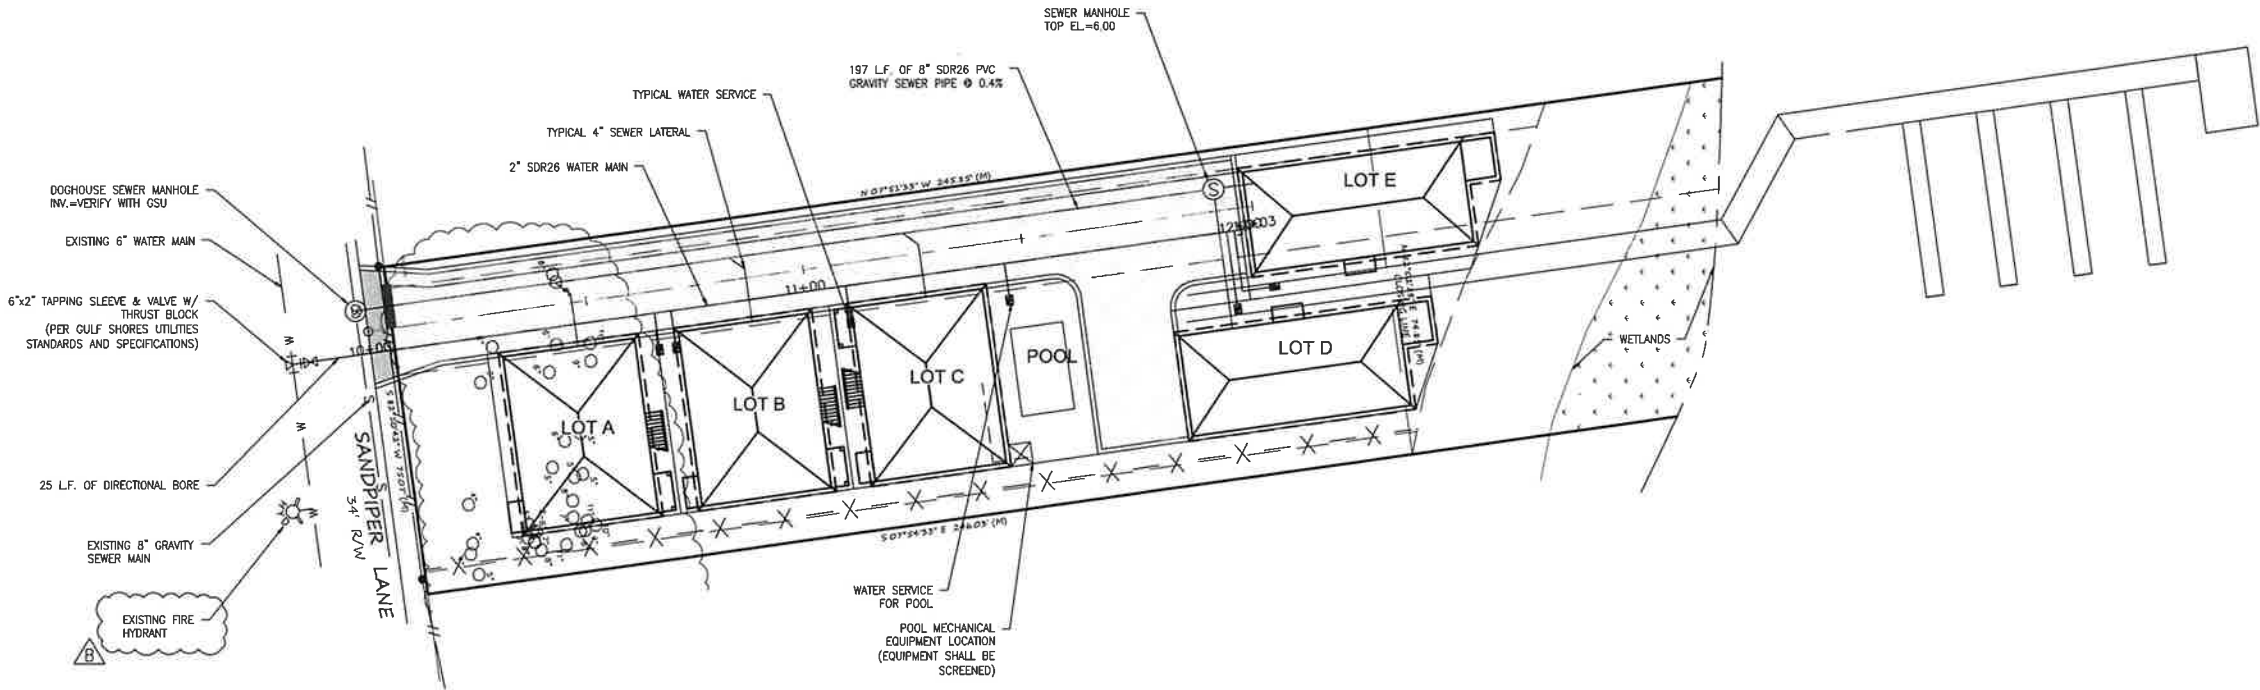 SEWER MANHOLE
TOP EL.=6.00
197 L.F. OF 8" SDR26 PVC
GRAVITY SEWER PIPE @ 0.4%
TYPICAL WATER SERVICE
TYPICAL 4" SEWER LATERAL
2" SDR26 WATER MAIN
DOGHOUSE SEWER MANHOLE
INV.=VERIFY WITH GSU
EXISTING 6" WATER MAIN
6"x2" TAPPING SLEEVE & VALVE W/
THRUST BLOCK
(PER GULF SHORES UTILITIES
STANDARDS AND SPECIFICATIONS)
25 L.F. OF DIRECTIONAL BORE
EXISTING 8" GRAVITY
SEWER MAIN
EXISTING FIRE
HYDRANT
B
SANDPIPER LANE
34' R/W
S
S
W
W
W
10+00
11+00
S
LOT A
LOT B
LOT C
POOL
LOT D
LOT E
WETLANDS
WATER SERVICE
FOR POOL
POOL MECHANICAL
EQUIPMENT LOCATION
(EQUIPMENT SHALL BE
SCREENED)